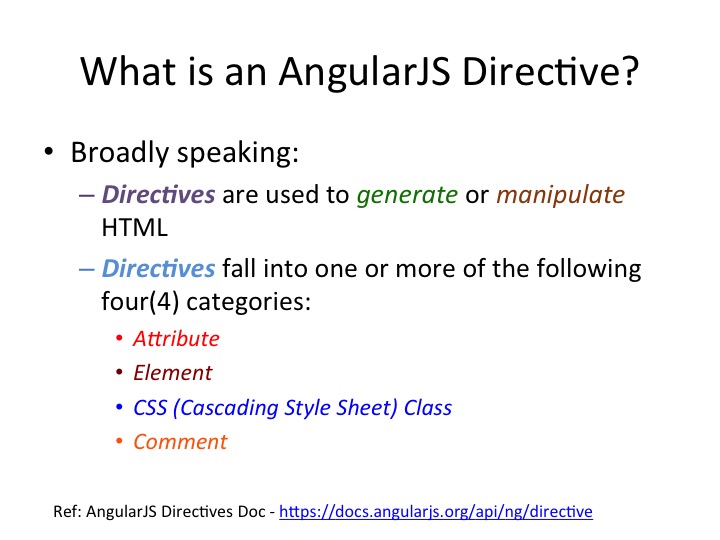 What is an AngularJS Directive?
• Broadly speaking:
– Directives are used to generate or manipulate
HTML
– Directives fall into one or more of the following
four(4) categories:
• Attribute
• Element
• CSS (Cascading Style Sheet) Class
• Comment
Ref: AngularJS Directives Doc - https://docs.angularjs.org/api/ng/directive